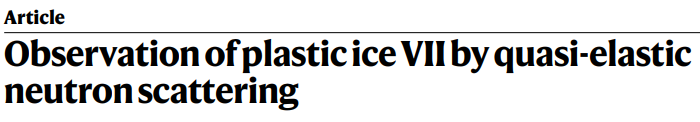 Article
Observation of plastic ice VII by quasi-elastic
neutron scattering